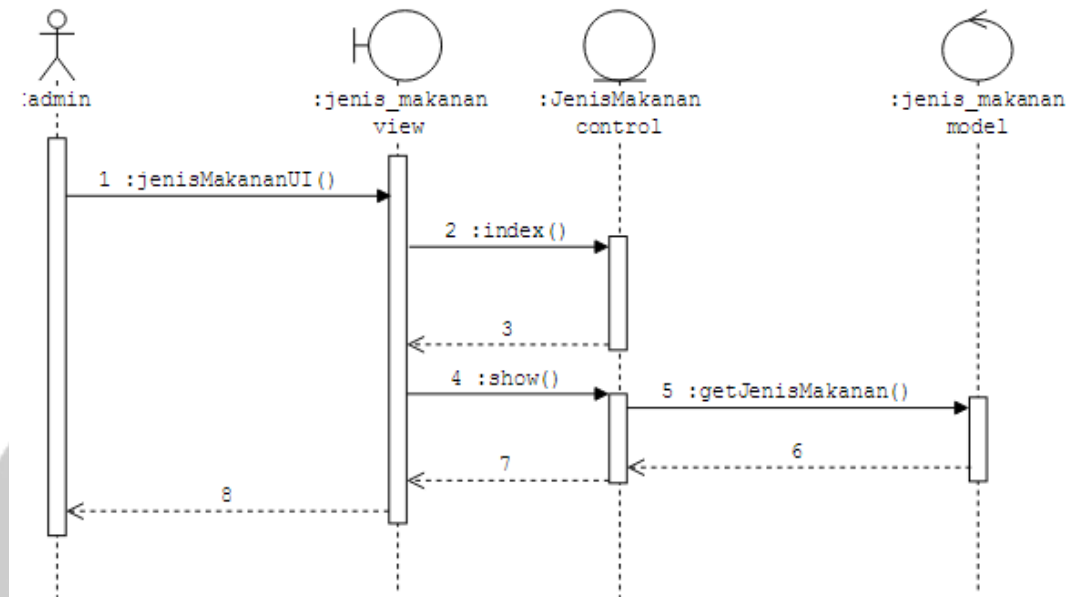 :admin
:jenis_makanan
view
:JenisMakanan
control
:jenis_makanan
model
1 :jenisMakananUI()
2 :index()
3
4 :show()
5 :getJenisMakanan()
6
7
8